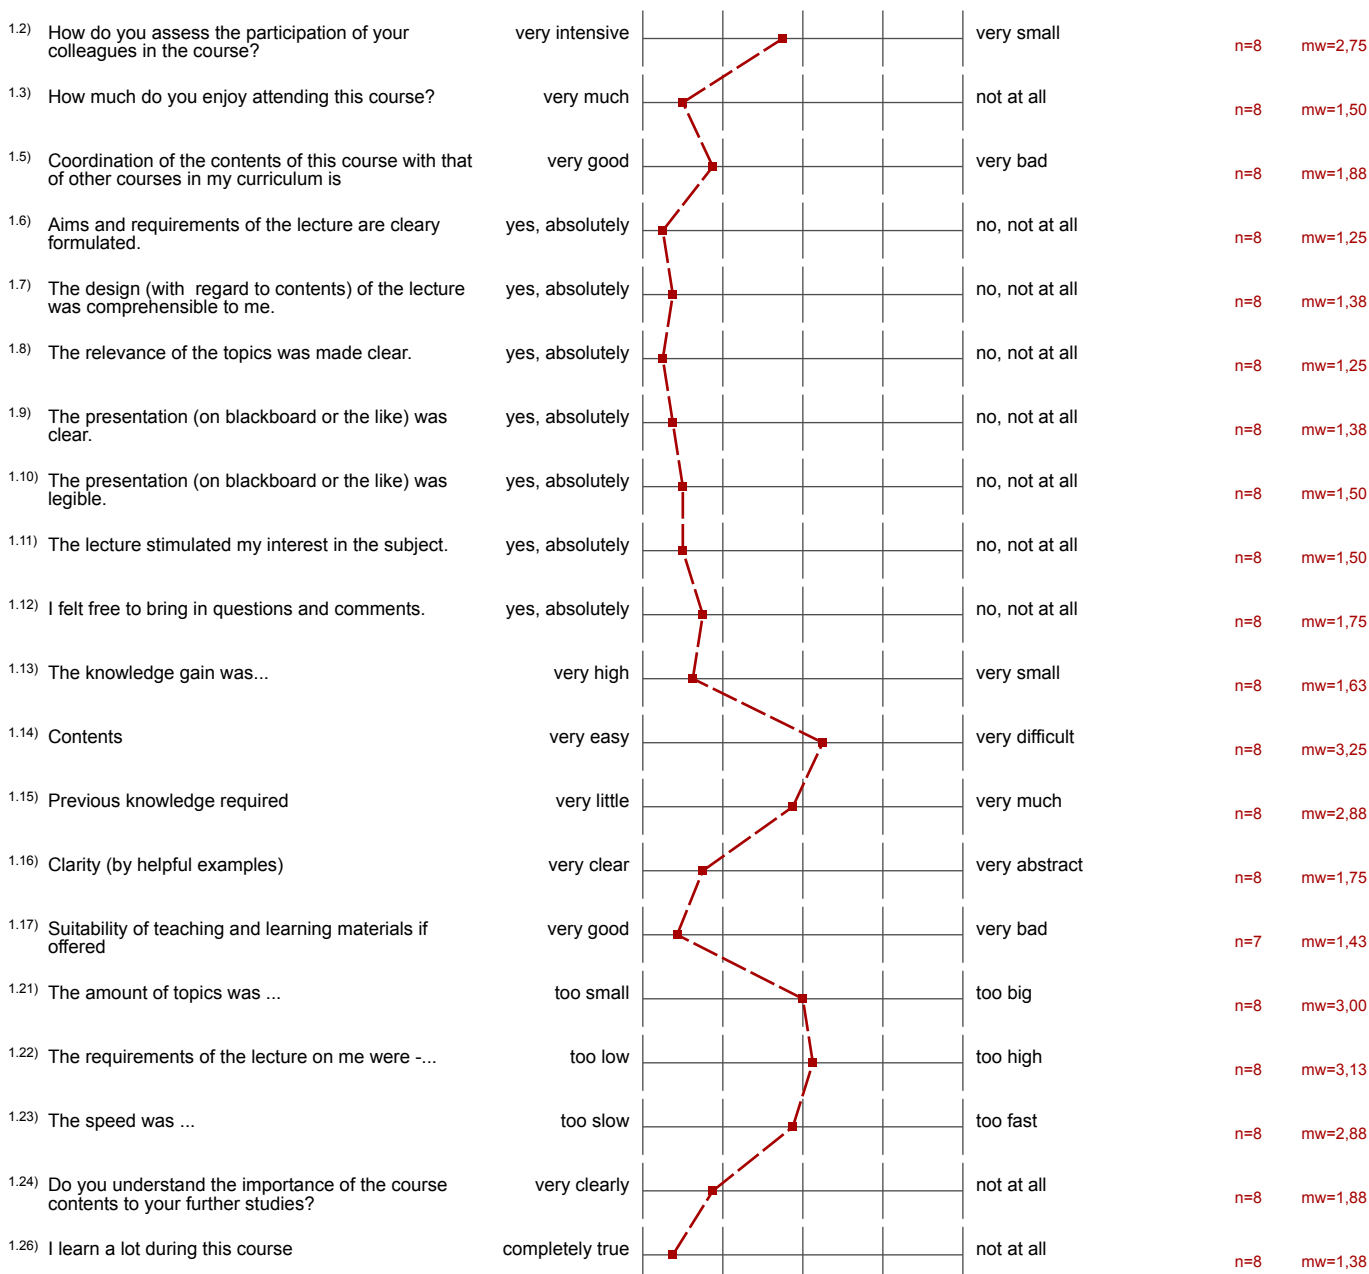 1.2) How do you assess the participation of your very intensive very small n=8 mw=2,75
colleagues in the course?
1.3) How much do you enjoy attending this course? very much not at all n=8 mw=1,50
1.5) Coordination of the contents of this course with that very good very bad n=8 mw=1,88
of other courses in my curriculum is
1.6) Aims and requirements of the lecture are cleary yes, absolutely no, not at all n=8 mw=1,25
formulated.
1.7) The design (with regard to contents) of the lecture yes, absolutely no, not at all n=8 mw=1,38
was comprehensible to me.
1.8) The relevance of the topics was made clear. yes, absolutely no, not at all n=8 mw=1,25
1.9) The presentation (on blackboard or the like) was yes, absolutely no, not at all n=8 mw=1,38
clear.
1.10) The presentation (on blackboard or the like) was yes, absolutely no, not at all n=8 mw=1,50
legible.
1.11) The lecture stimulated my interest in the subject. yes, absolutely no, not at all n=8 mw=1,50
1.12) I felt free to bring in questions and comments. yes, absolutely no, not at all n=8 mw=1,75
1.13) The knowledge gain was... very high very small n=8 mw=1,63
1.14) Contents very easy very difficult n=8 mw=3,25
1.15) Previous knowledge required very little very much n=8 mw=2,88
1.16) Clarity (by helpful examples) very clear very abstract n=8 mw=1,75
1.17) Suitability of teaching and learning materials if very good very bad n=7 mw=1,43
offered
1.21) The amount of topics was ... too small too big n=8 mw=3,00
1.22) The requirements of the lecture on me were -... too low too high n=8 mw=3,13
1.23) The speed was ... too slow too fast n=8 mw=2,88
1.24) Do you understand the importance of the course very clearly not at all n=8 mw=1,88
contents to your further studies?
1.26) I learn a lot during this course completely true not at all n=8 mw=1,38